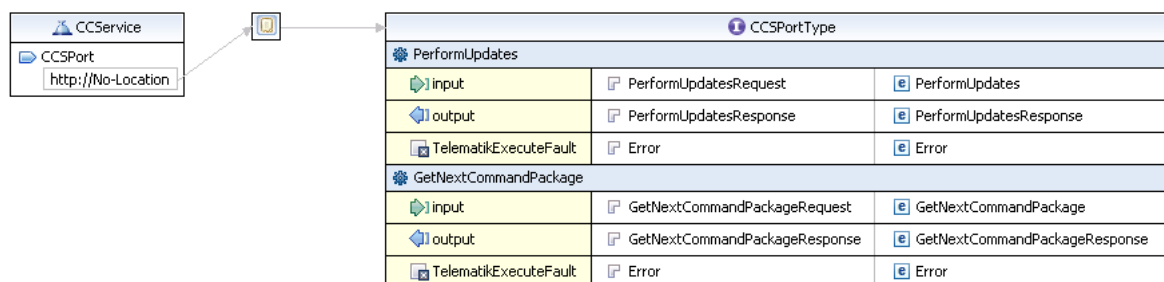 CCService
CCSPort
http://No-Location
CCSPortType
PerformUpdates
input PerformUpdatesRequest e PerformUpdates
output PerformUpdatesResponse e PerformUpdatesResponse
TelematikExecuteFault Error e Error
GetNextCommandPackage
input GetNextCommandPackageRequest e GetNextCommandPackage
output GetNextCommandPackageResponse e GetNextCommandPackageResponse
TelematikExecuteFault Error e Error